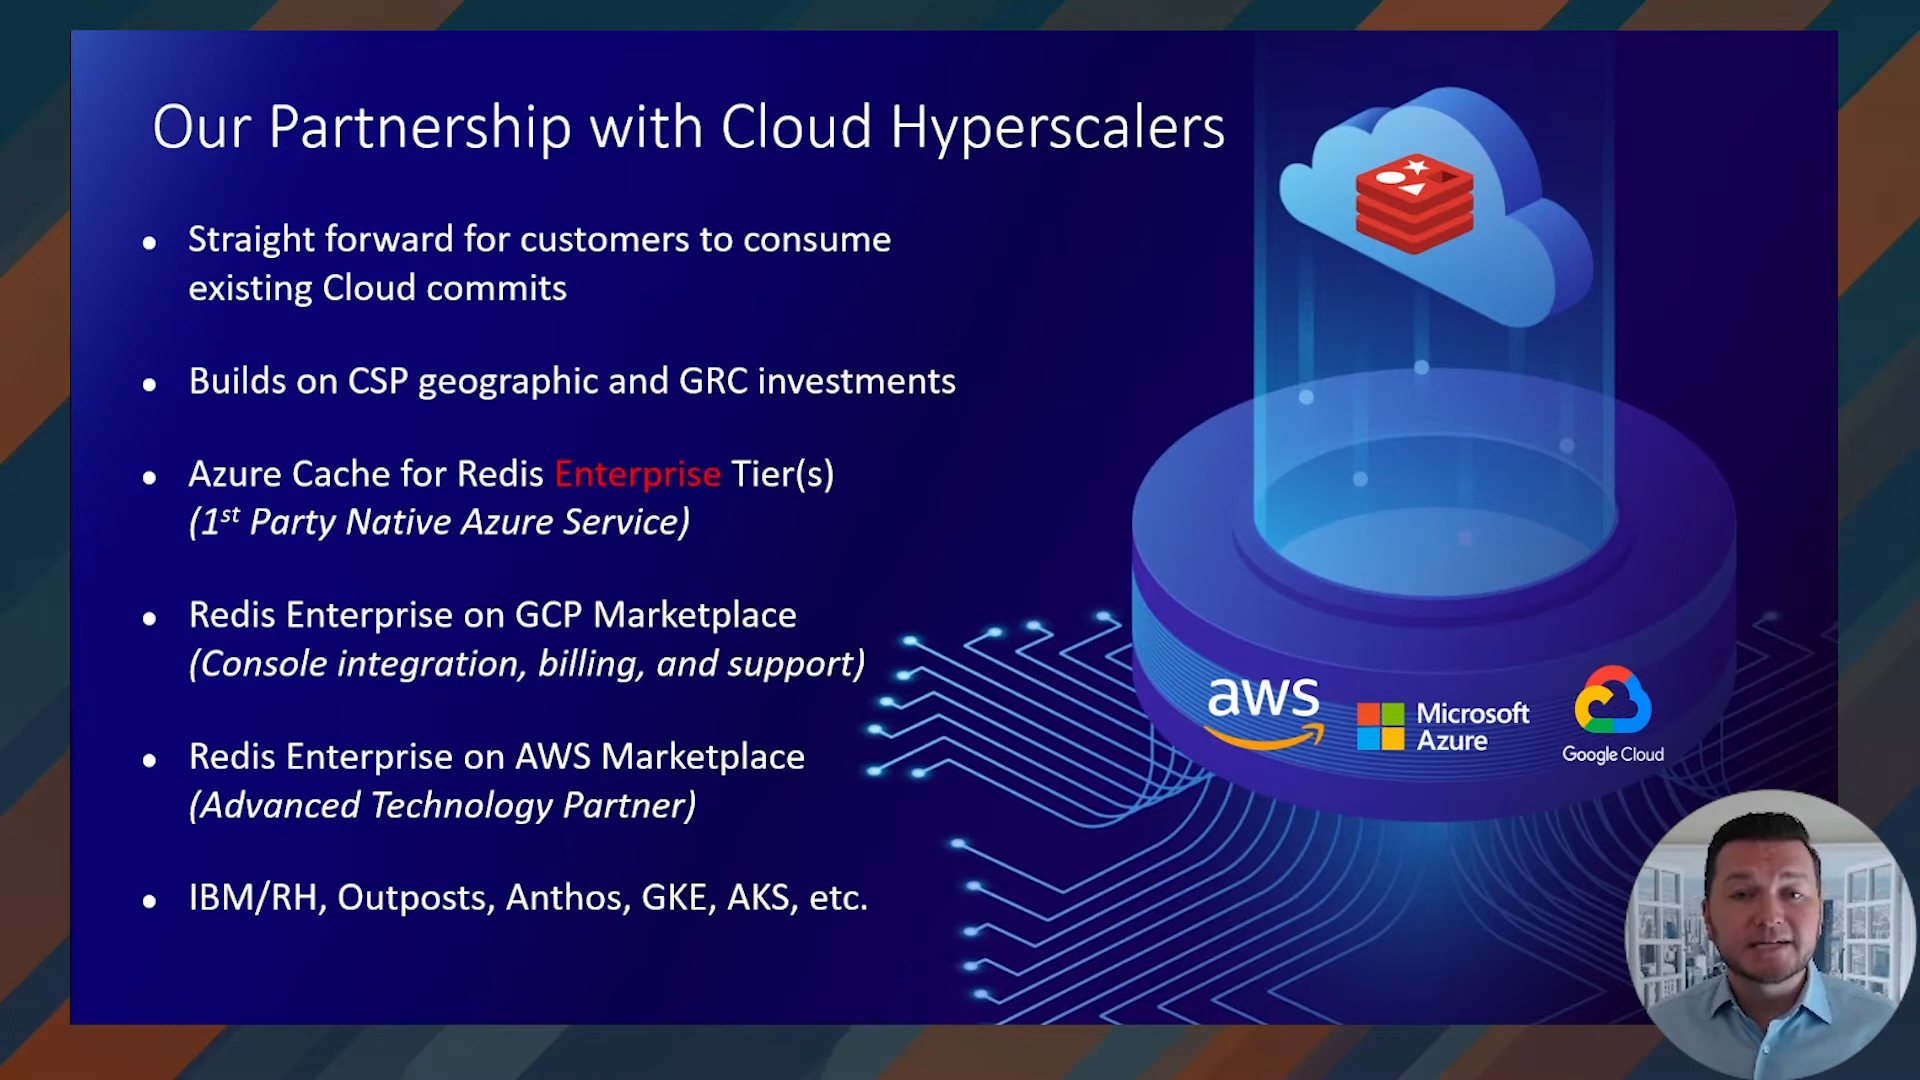 Our Partnership with Cloud Hyperscalers
• Straight forward for customers to consume
existing Cloud commits
• Builds on CSP geographic and GRC investments
• Azure Cache for Redis Enterprise Tier(s)
(1st Party Native Azure Service)
• Redis Enterprise on GCP Marketplace
(Console integration, billing, and support)
• Redis Enterprise on AWS Marketplace
(Advanced Technology Partner)
• IBM/RH, Outposts, Anthos, GKE, AKS, etc.
aws
Microsoft
Azure
Google Cloud